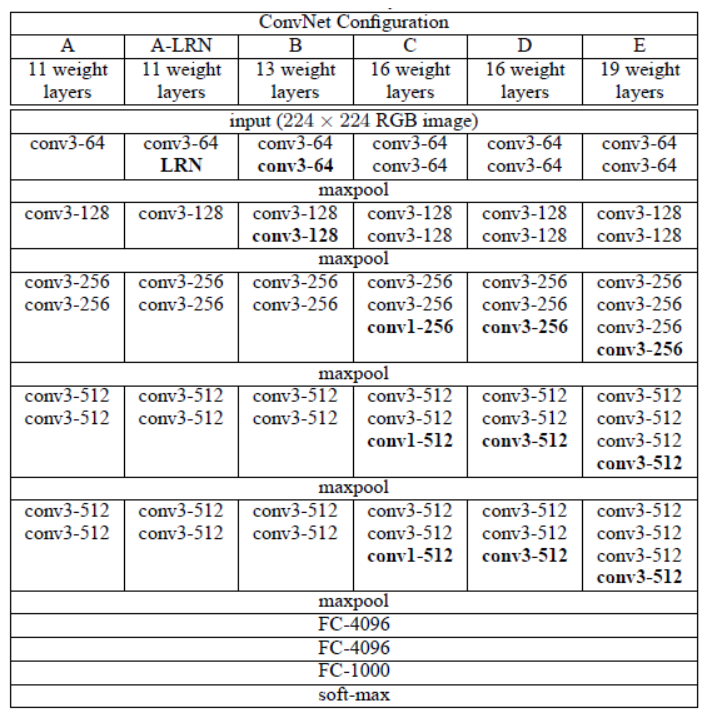 ConvNet Configuration
A A-LRN B C D E
11 weight 11 weight 13 weight 16 weight 16 weight 19 weight
layers layers layers layers layers layers
input (224 × 224 RGB image)
conv3-64 conv3-64 conv3-64 conv3-64 conv3-64 conv3-64
LRN conv3-64 conv3-64 conv3-64 conv3-64
maxpool
conv3-128 conv3-128 conv3-128 conv3-128 conv3-128 conv3-128
conv3-128 conv3-128 conv3-128 conv3-128
maxpool
conv3-256 conv3-256 conv3-256 conv3-256 conv3-256 conv3-256
conv3-256 conv3-256 conv3-256 conv3-256 conv3-256 conv3-256
conv1-256 conv3-256 conv3-256
conv3-256
maxpool
conv3-512 conv3-512 conv3-512 conv3-512 conv3-512 conv3-512
conv3-512 conv3-512 conv3-512 conv3-512 conv3-512 conv3-512
conv1-512 conv3-512 conv3-512
conv3-512
maxpool
conv3-512 conv3-512 conv3-512 conv3-512 conv3-512 conv3-512
conv3-512 conv3-512 conv3-512 conv3-512 conv3-512 conv3-512
conv1-512 conv3-512 conv3-512
conv3-512
maxpool
FC-4096
FC-4096
FC-1000
soft-max